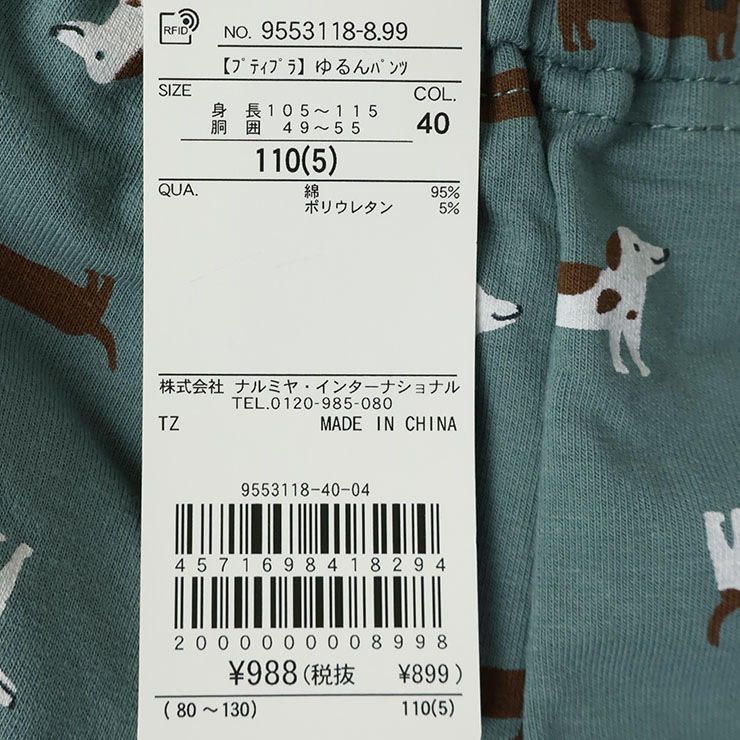 RFID
NO. 9553118-8.99
【ﾌﾟﾃｨﾌﾟﾗ】ゆるんﾊﾟﾝﾂ
SIZE COL.
身 長 105～115
胴 囲 49～55 40
110(5)
QUA. 綿 95%
ポリウレタン 5%
株式会社 ナルミヤ・インターナショナル
TEL.0120-985-080
TZ MADE IN CHINA
9553118-40-04
4571698418294
2000000008998
¥988(税抜 ¥899)
(80～130) 110(5)